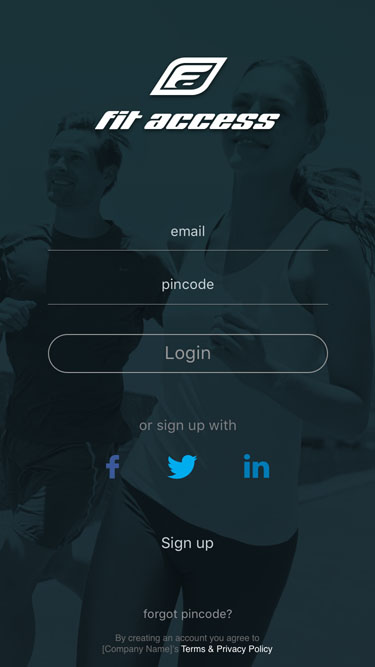 fit access
email
pincode
Login
or sign up with
f
in
Sign up
forgot pincode?
By creating an account you agree to
[Company Name]'s Terms & Privacy Policy